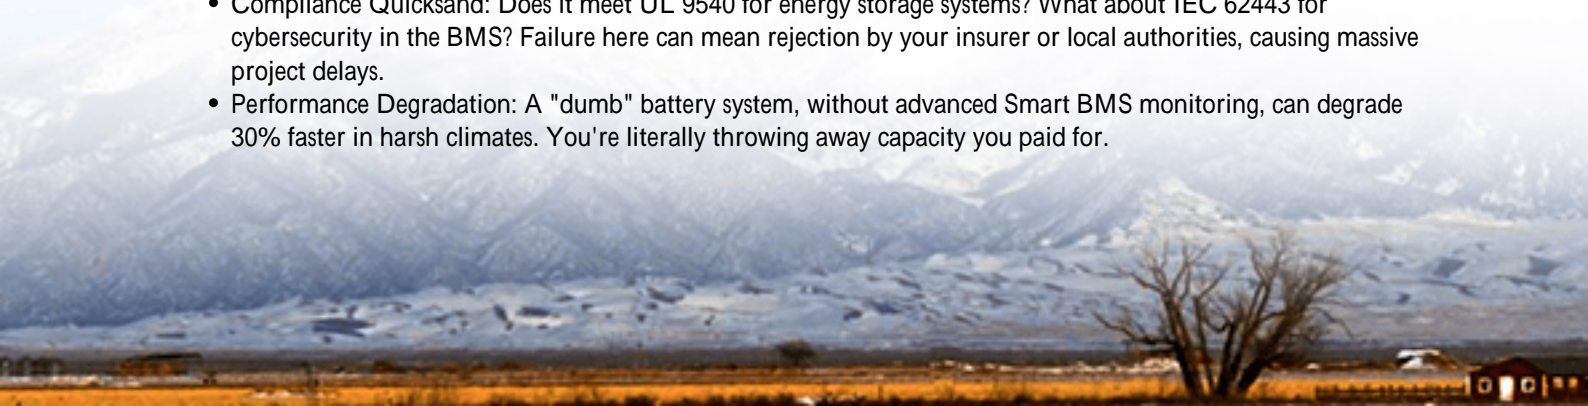 • Compliance Quicksand: Does it meet UL 9540 for energy storage systems? What about IEC 62443 for
cybersecurity in the BMS? Failure here can mean rejection by your insurer or local authorities, causing massive
project delays.
• Performance Degradation: A "dumb" battery system, without advanced Smart BMS monitoring, can degrade
30% faster in harsh climates. You're literally throwing away capacity you paid for.